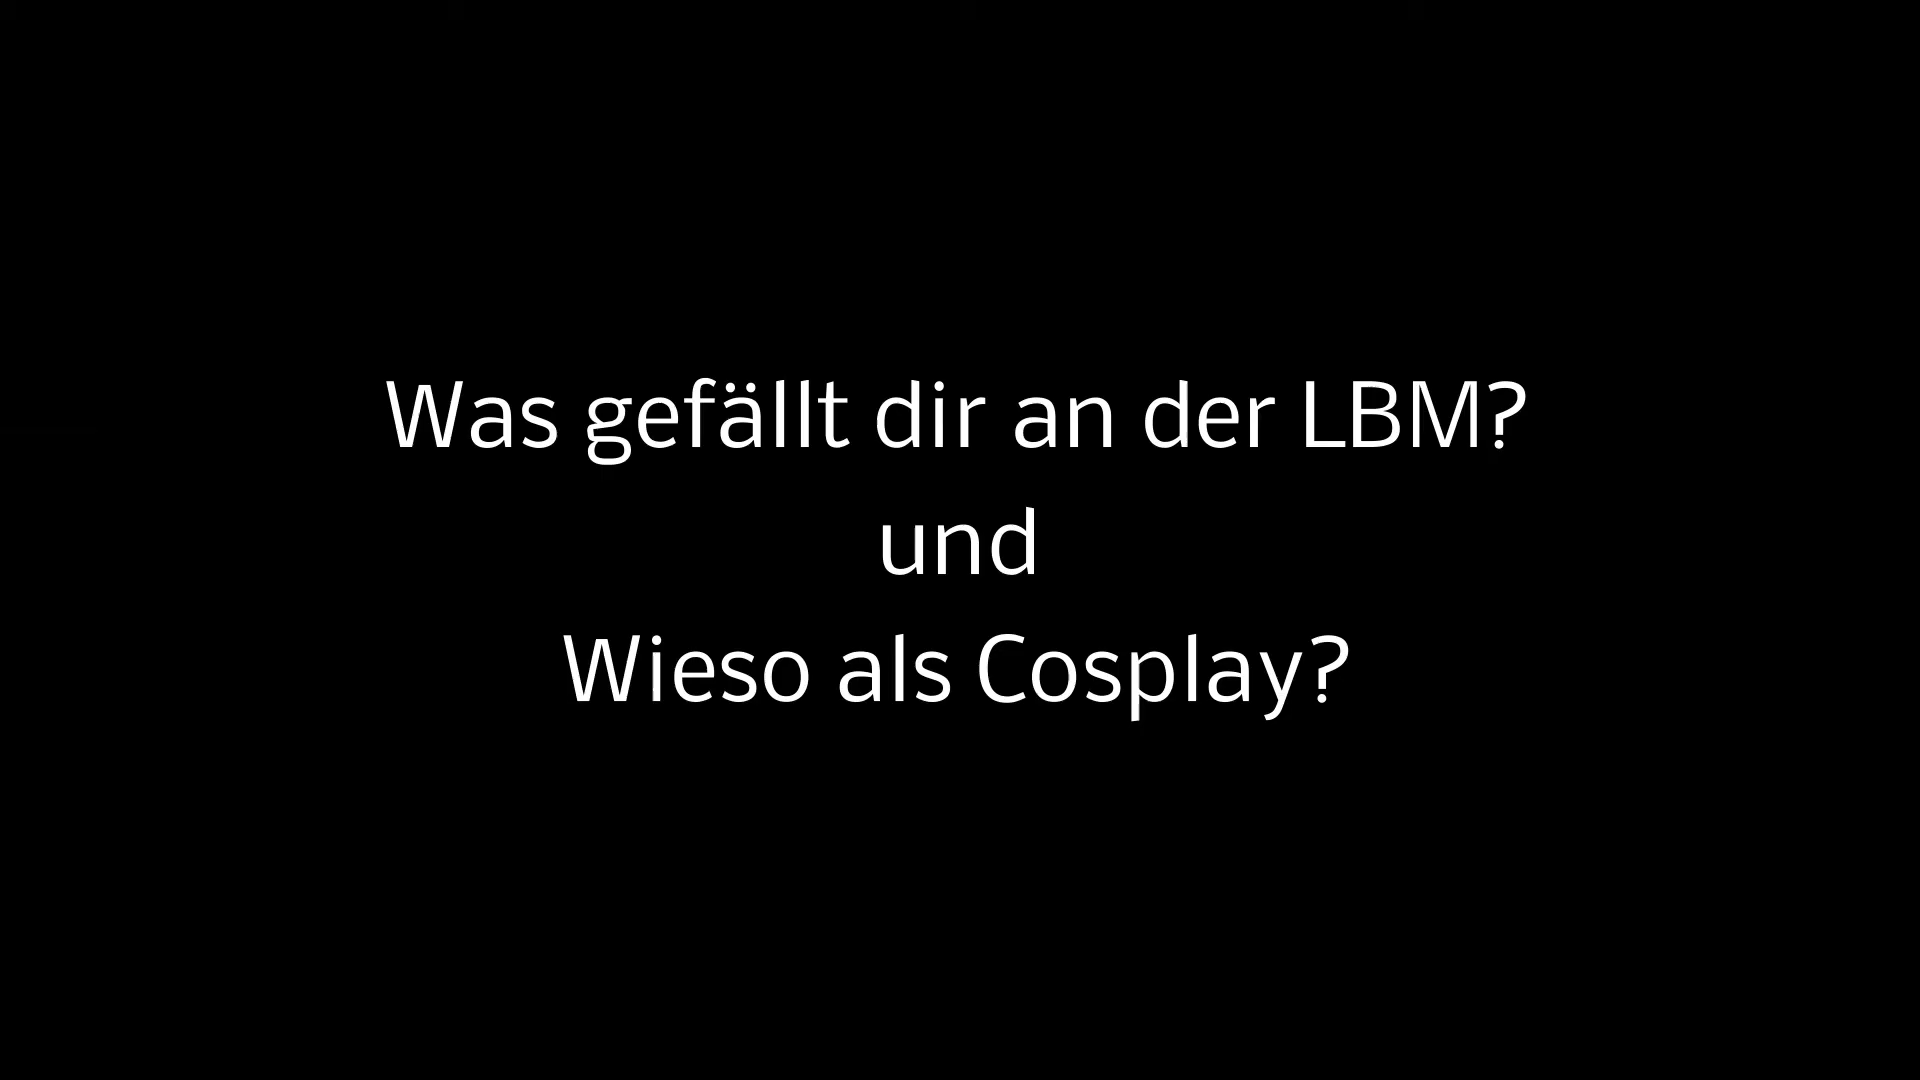 Was gefällt dir an der LBM?
und
Wieso als Cosplay?